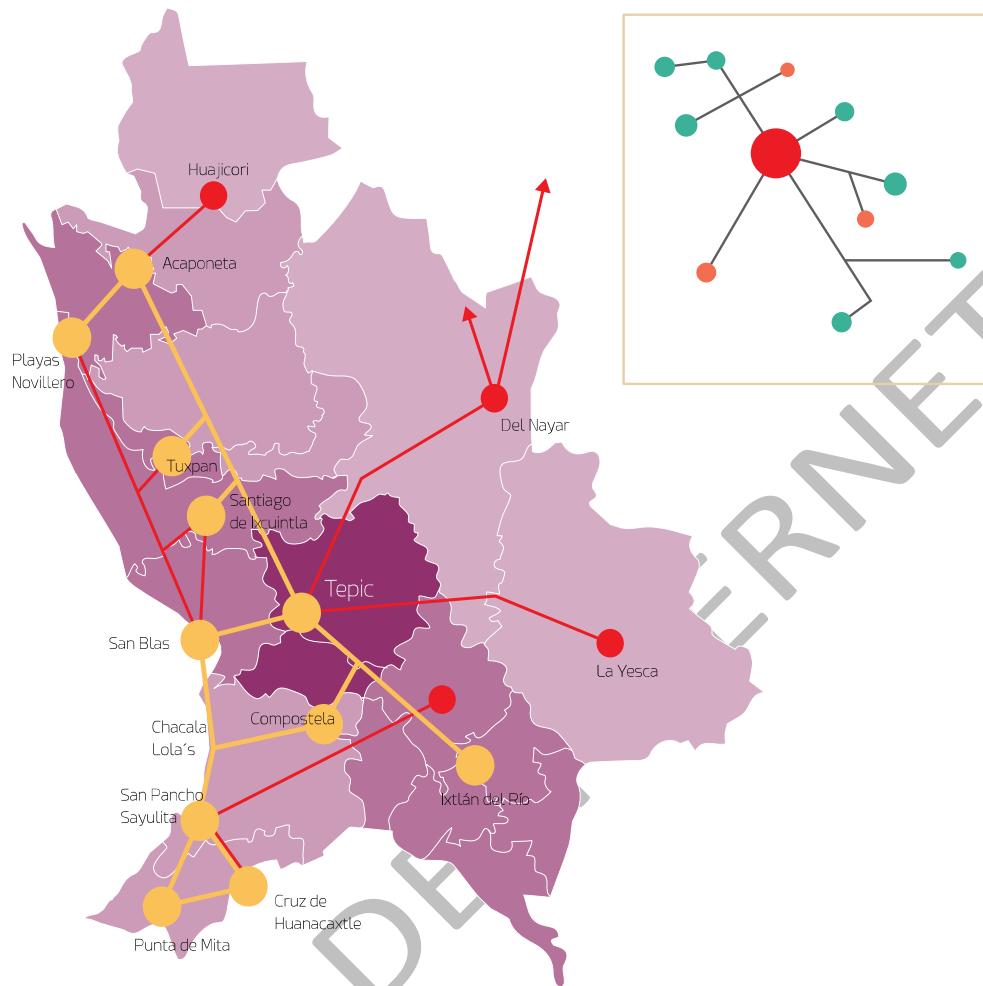 Huajicori
Acaponeta
Playas
Novillero
Del Nayar
Tuxpan
Santiago
de Ixcuintla
Tepic
San Blas
La Yesca
Compostela
Chacala
Lola´s
San Pancho
Sayulita
Ixtlán del Río
Cruz de
Huanacaxtle
Punta de Mita